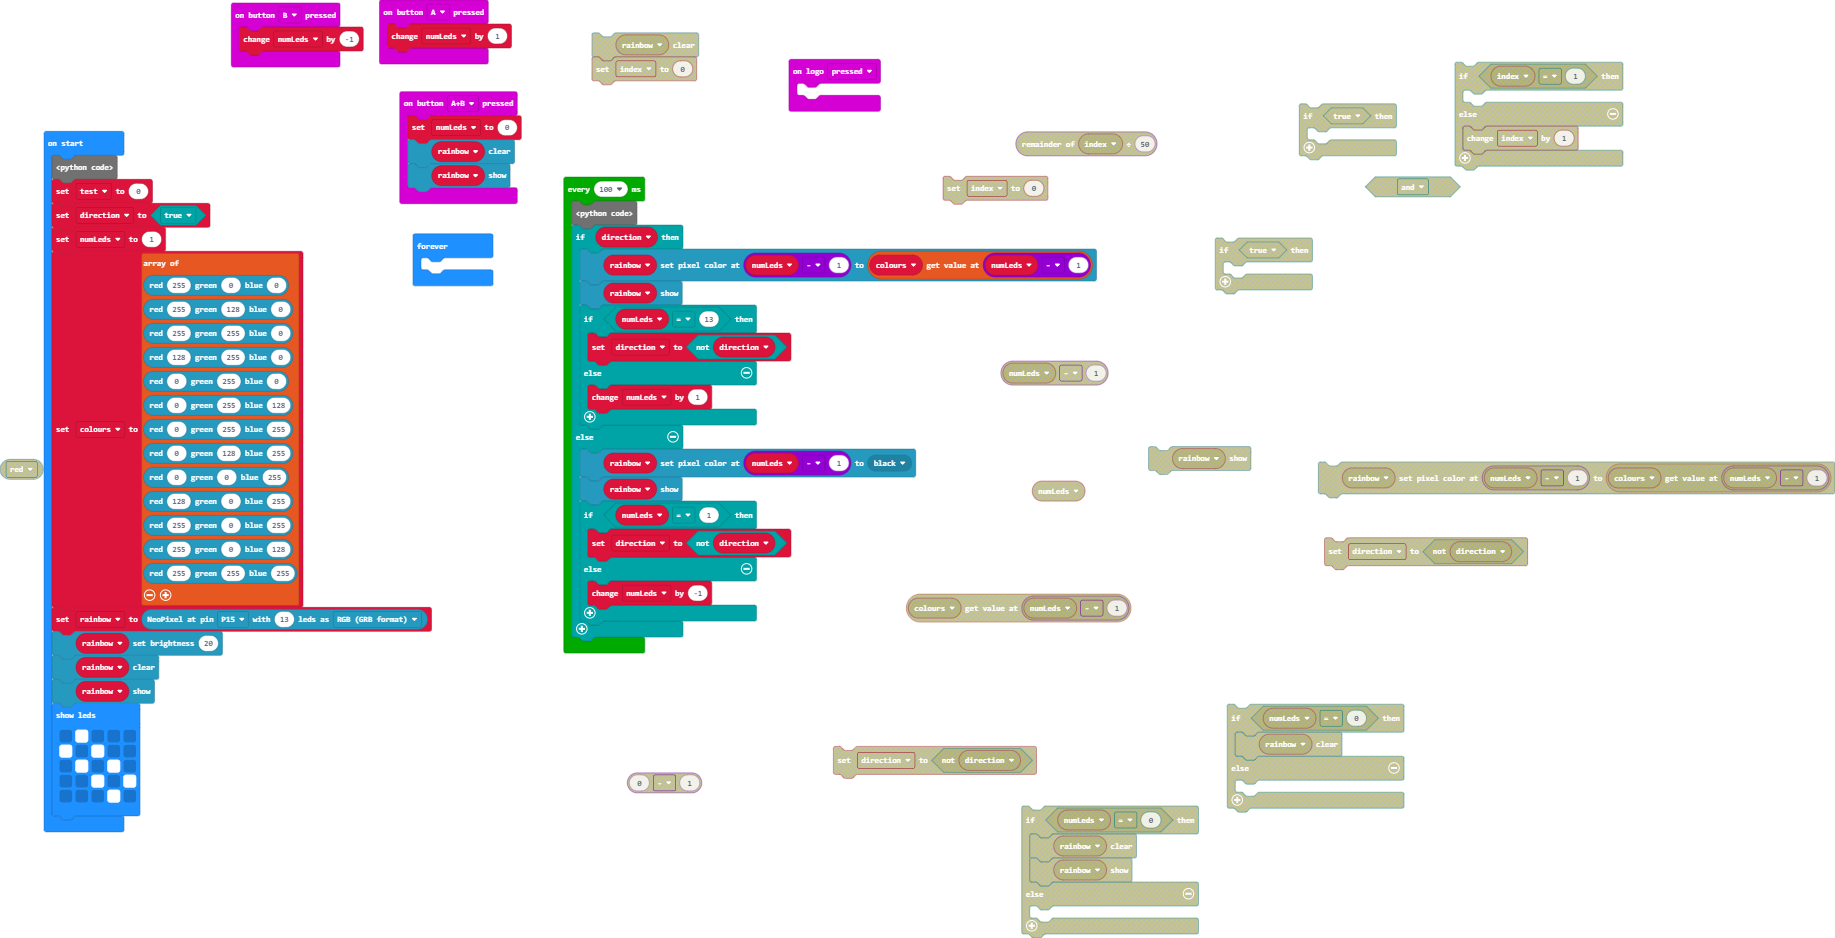 on button B pressed
change numLeds by -1
on button A pressed
change numLeds by 1
on button A+B pressed
set numLeds to 0
rainbow clear
rainbow show
forever
on start
<python code>
set test to 0
set direction to true
set numLeds to 1
set colours to
array of
red 255 green 0 blue 0
red 255 green 128 blue 0
red 255 green 255 blue 0
red 128 green 255 blue 0
red 0 green 255 blue 0
red 0 green 255 blue 128
red 0 green 255 blue 255
red 0 green 128 blue 255
red 0 green 0 blue 255
red 128 green 0 blue 255
red 255 green 0 blue 255
red 255 green 0 blue 128
red 255 green 255 blue 255
set rainbow to NeoPixel at pin P15 with 13 leds as RGB (GRB format)
rainbow set brightness 20
rainbow clear
rainbow show
show leds
red
rainbow clear
set index to 0
on logo pressed
every 100 ms
<python code>
if direction then
rainbow set pixel color at numLeds - 1 to colours get value at numLeds - 1
rainbow show
if numLeds = 13 then
set direction to not direction
else
change numLeds by 1
else
rainbow set pixel color at numLeds - 1 to black
rainbow show
if numLeds = 1 then
set direction to not direction
else
change numLeds by -1
remainder of index ÷ 50
set index to 0
if true then
if index = 1 then
else
change index by 1
and
if true then
numLeds - 1
rainbow show
numLeds
rainbow set pixel color at numLeds - 1 to colours get value at numLeds - 1
set direction to not direction
colours get value at numLeds - 1
set direction to not direction
0 - 1
if numLeds = 0 then
rainbow clear
else
if numLeds = 0 then
rainbow clear
rainbow show
else